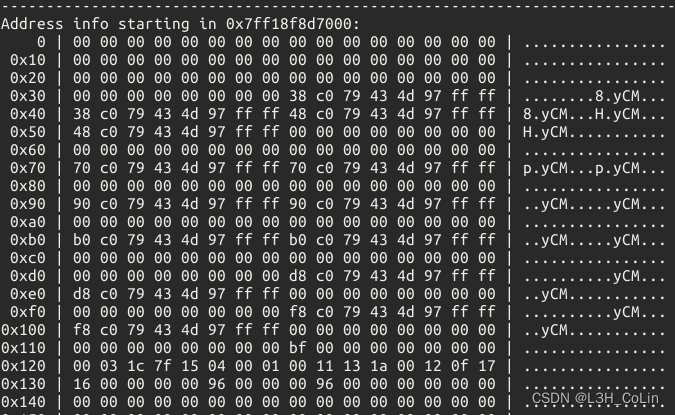 --------------------------------------------------------------------------------
Address info starting in 0x7ff18f8d7000:
0 | 00 00 00 00 00 00 00 00 00 00 00 00 00 00 00 00 | ................
0x10 | 00 00 00 00 00 00 00 00 00 00 00 00 00 00 00 00 | ................
0x20 | 00 00 00 00 00 00 00 00 00 00 00 00 00 00 00 00 | ................
0x30 | 00 00 00 00 00 00 00 00 38 c0 79 43 4d 97 ff ff | ........8.yCM...
0x40 | 38 c0 79 43 4d 97 ff ff 48 c0 79 43 4d 97 ff ff | 8.yCM...H.yCM...
0x50 | 48 c0 79 43 4d 97 ff ff 00 00 00 00 00 00 00 00 | H.yCM...........
0x60 | 00 00 00 00 00 00 00 00 00 00 00 00 00 00 00 00 | ................
0x70 | 70 c0 79 43 4d 97 ff ff 70 c0 79 43 4d 97 ff ff | p.yCM...p.yCM...
0x80 | 00 00 00 00 00 00 00 00 00 00 00 00 00 00 00 00 | ................
0x90 | 90 c0 79 43 4d 97 ff ff 90 c0 79 43 4d 97 ff ff | ..yCM.....yCM...
0xa0 | 00 00 00 00 00 00 00 00 00 00 00 00 00 00 00 00 | ................
0xb0 | b0 c0 79 43 4d 97 ff ff b0 c0 79 43 4d 97 ff ff | ..yCM.....yCM...
0xc0 | 00 00 00 00 00 00 00 00 00 00 00 00 00 00 00 00 | ................
0xd0 | 00 00 00 00 00 00 00 00 d8 c0 79 43 4d 97 ff ff | ..........yCM...
0xe0 | d8 c0 79 43 4d 97 ff ff 00 00 00 00 00 00 00 00 | ..yCM...........
0xf0 | 00 00 00 00 00 00 00 00 f8 c0 79 43 4d 97 ff ff | ..........yCM...
0x100 | f8 c0 79 43 4d 97 ff ff 00 00 00 00 00 00 00 00 | ..yCM...........
0x110 | 00 00 00 00 00 00 00 00 bf 00 00 00 00 00 00 00 | ................
0x120 | 00 03 1c 7f 15 04 00 01 00 11 13 1a 00 12 0f 17 | ................
0x130 | 16 00 00 00 00 96 00 00 00 96 00 00 00 00 00 00 | ................
0x140 | 00 00 00 00 00 00 00 00 00 00 00 00 00 00 00 00 | ................
CSDN @L3H_CoLin